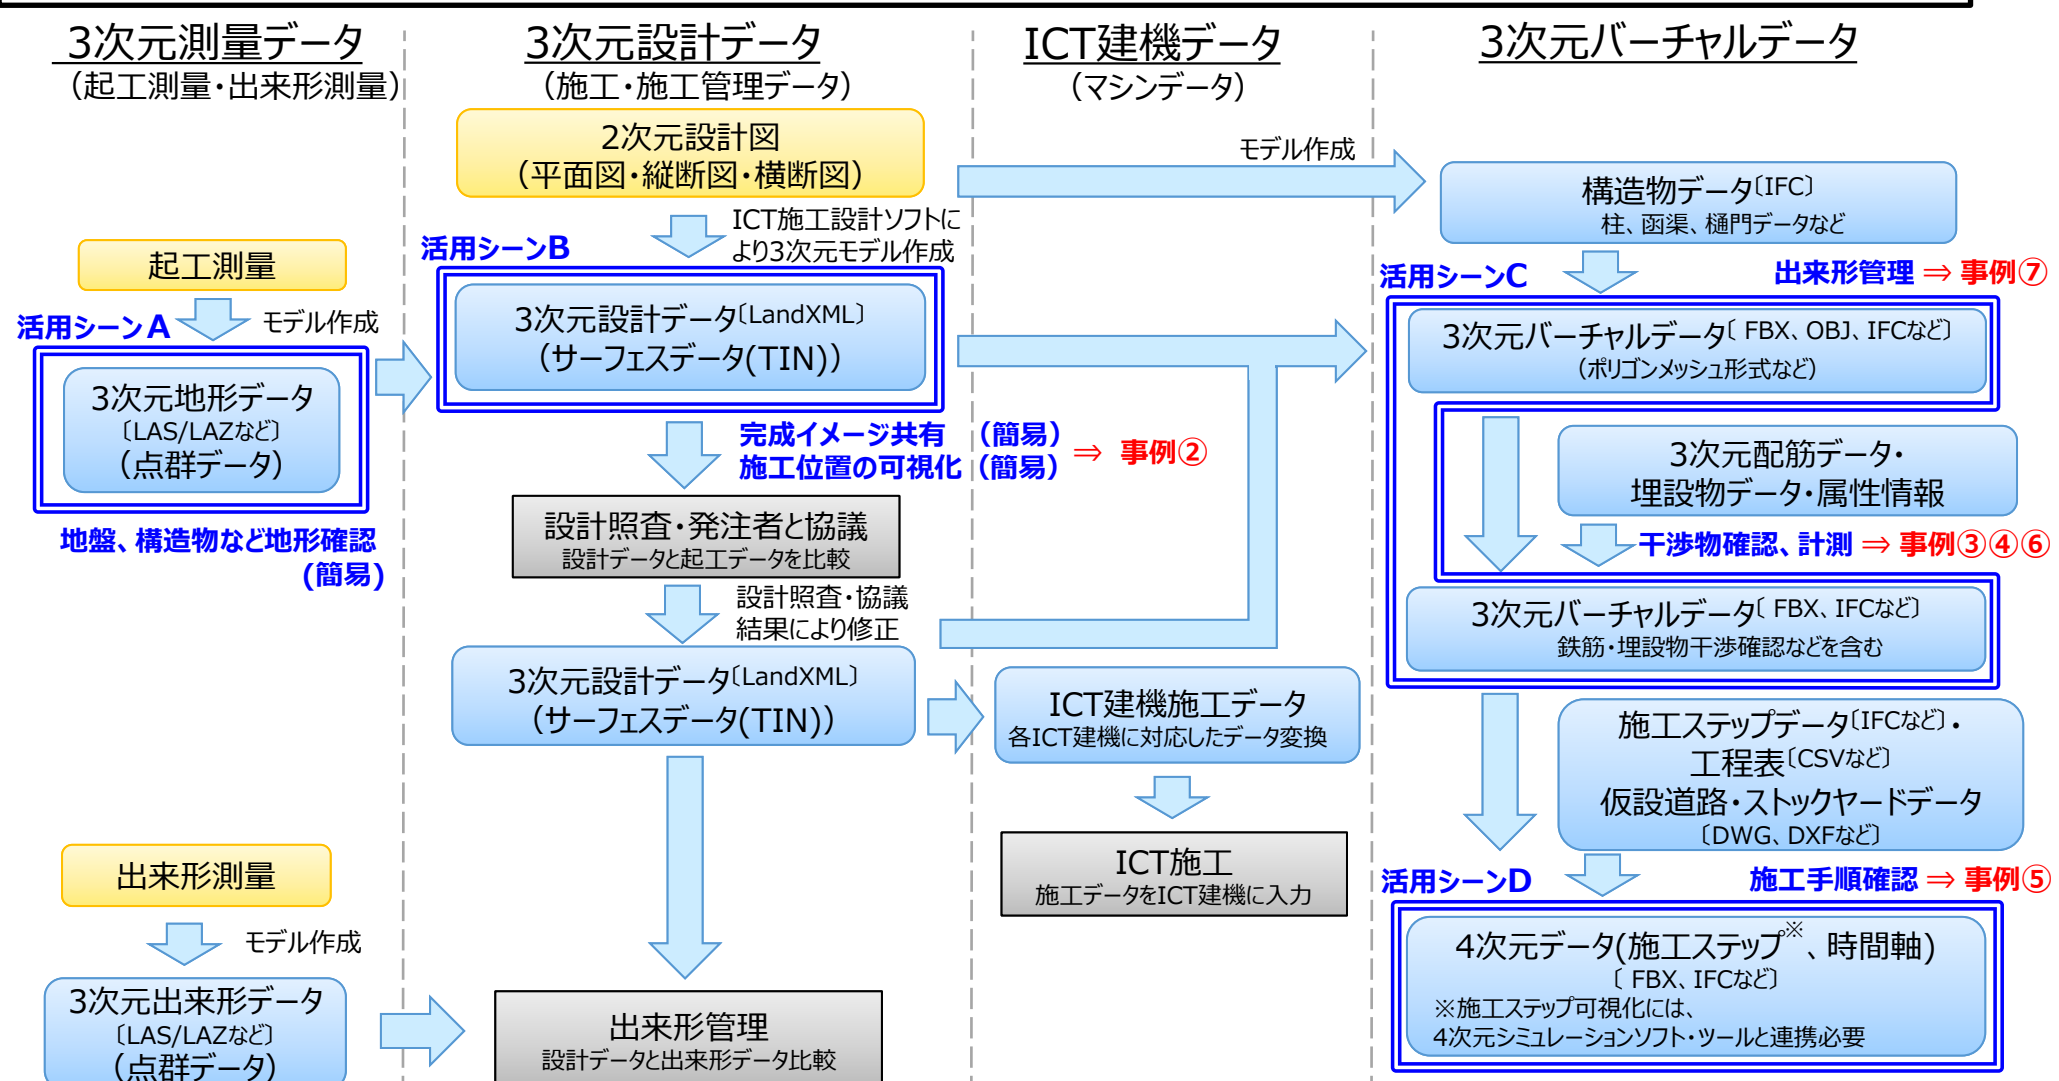 3次元測量データ
（起工測量・出来形測量）
起工測量
モデル作成
活用シーンA
3次元地形データ
〔LAS/LAZなど〕
（点群データ）
地盤、構造物など地形確認
(簡易)
出来形測量
モデル作成
3次元出来形データ
〔LAS/LAZなど〕
（点群データ）
3次元設計データ
（施工・施工管理データ）
2次元設計図
（平面図・縦断図・横断図）
ICT施工設計ソフトに
より3次元モデル作成
活用シーンB
3次元設計データ〔LandXML〕
（サーフェスデータ(TIN)）
完成イメージ共有　（簡易）
施工位置の可視化（簡易）
⇒ 事例②
設計照査・発注者と協議
設計データと起工データを比較
設計照査・協議
結果により修正
3次元設計データ〔LandXML〕
（サーフェスデータ(TIN)）
出来形管理
設計データと出来形データ比較
ICT建機データ
（マシンデータ）
ICT建機施工データ
各ICT建機に対応したデータ変換
ICT施工
施工データをICT建機に入力
3次元バーチャルデータ
モデル作成
構造物データ〔IFC〕
柱、函渠、樋門データなど
活用シーンC
出来形管理 ⇒ 事例⑦
3次元バーチャルデータ〔 FBX、OBJ、IFCなど〕
（ポリゴンメッシュ形式など）
3次元配筋データ・
埋設物データ・属性情報
干渉物確認、計測 ⇒ 事例③④⑥
3次元バーチャルデータ〔 FBX、IFCなど〕
鉄筋・埋設物干渉確認などを含む
施工ステップデータ〔IFCなど〕・
工程表〔CSVなど〕
仮設道路・ストックヤードデータ
〔DWG、DXFなど〕
活用シーンD
施工手順確認 ⇒ 事例⑤
4次元データ(施工ステップ※、時間軸)
〔 FBX、IFCなど〕
※施工ステップ可視化には、
4次元シミュレーションソフト・ツールと連携必要